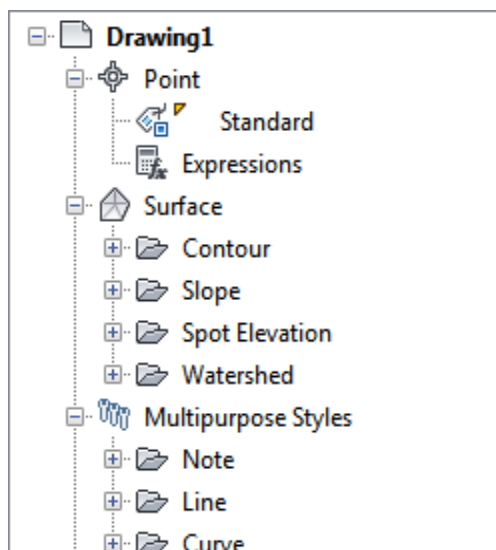 Drawing1
Point
Standard
Expressions
Surface
Contour
Slope
Spot Elevation
Watershed
Multipurpose Styles
Note
Line
Curve